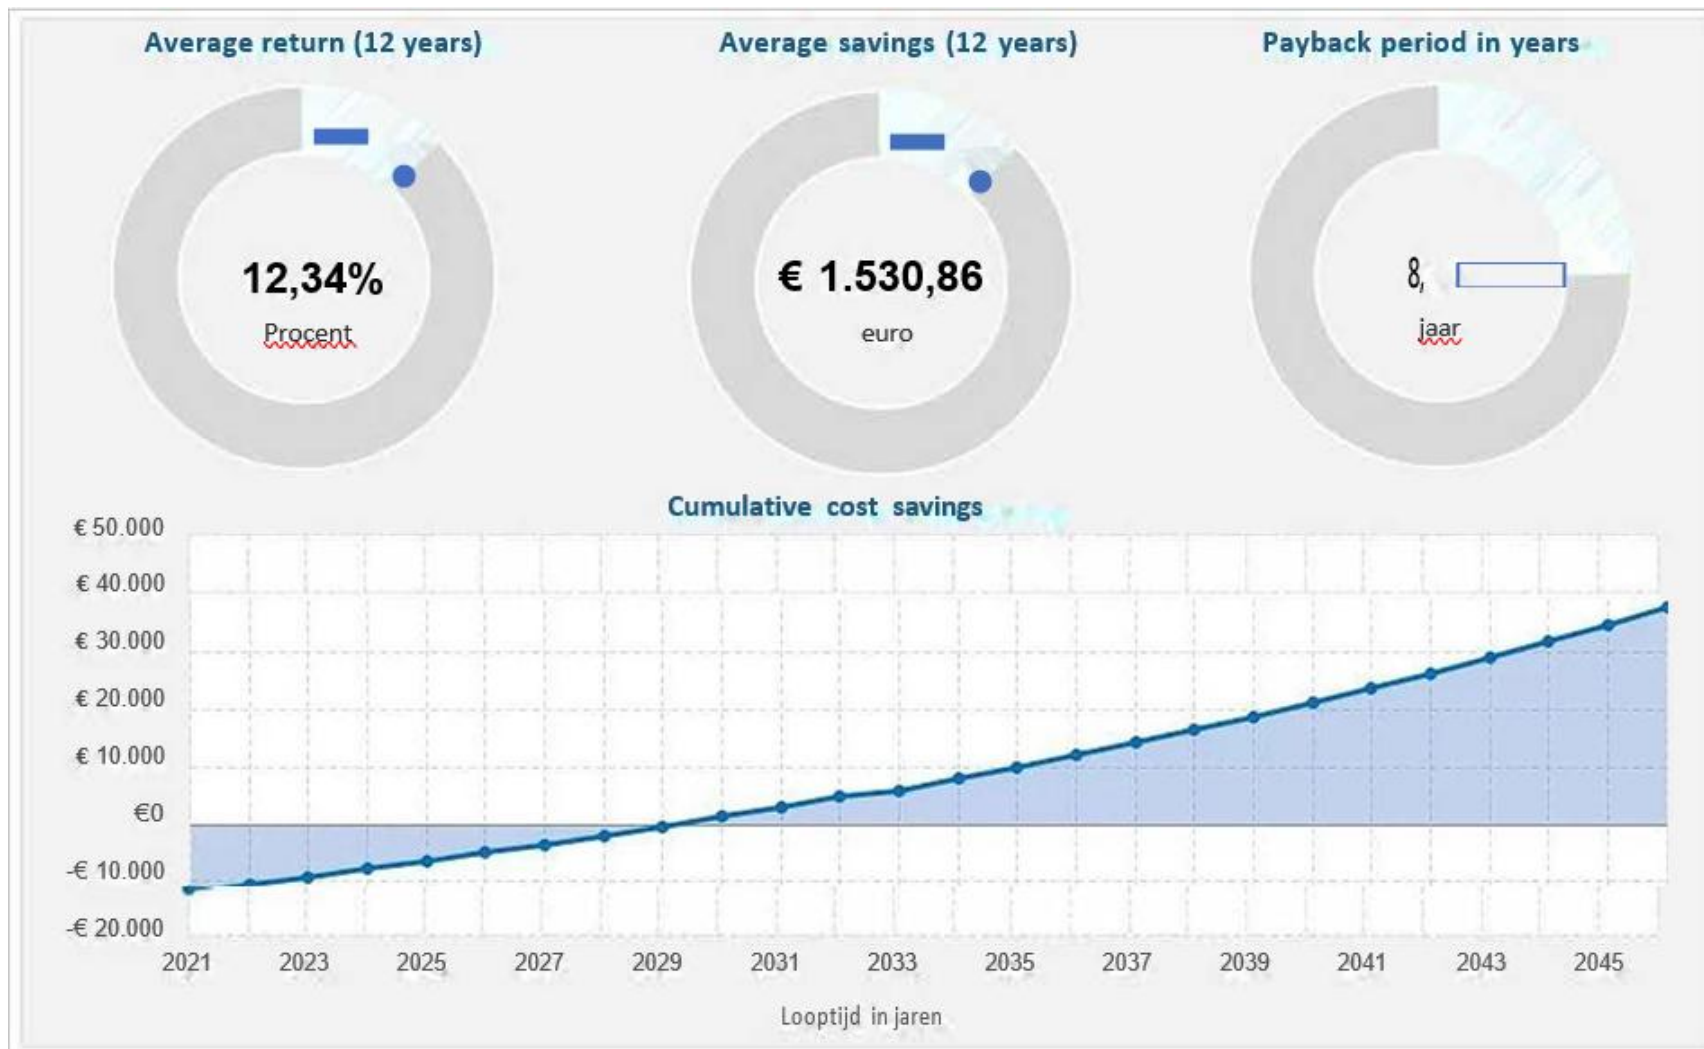 Average return (12 years)
Average savings (12 years)
Payback period in years
12,34%
Procent
€ 1.530,86
euro
8,
jaar
Cumulative cost savings
€ 50.000
€ 40.000
€ 30.000
€ 20.000
€ 10.000
€0
-€ 10.000
-€ 20.000
2021 2023 2025 2027 2029 2031 2033 2035 2037 2039 2041 2043 2045
Looptijd in jaren